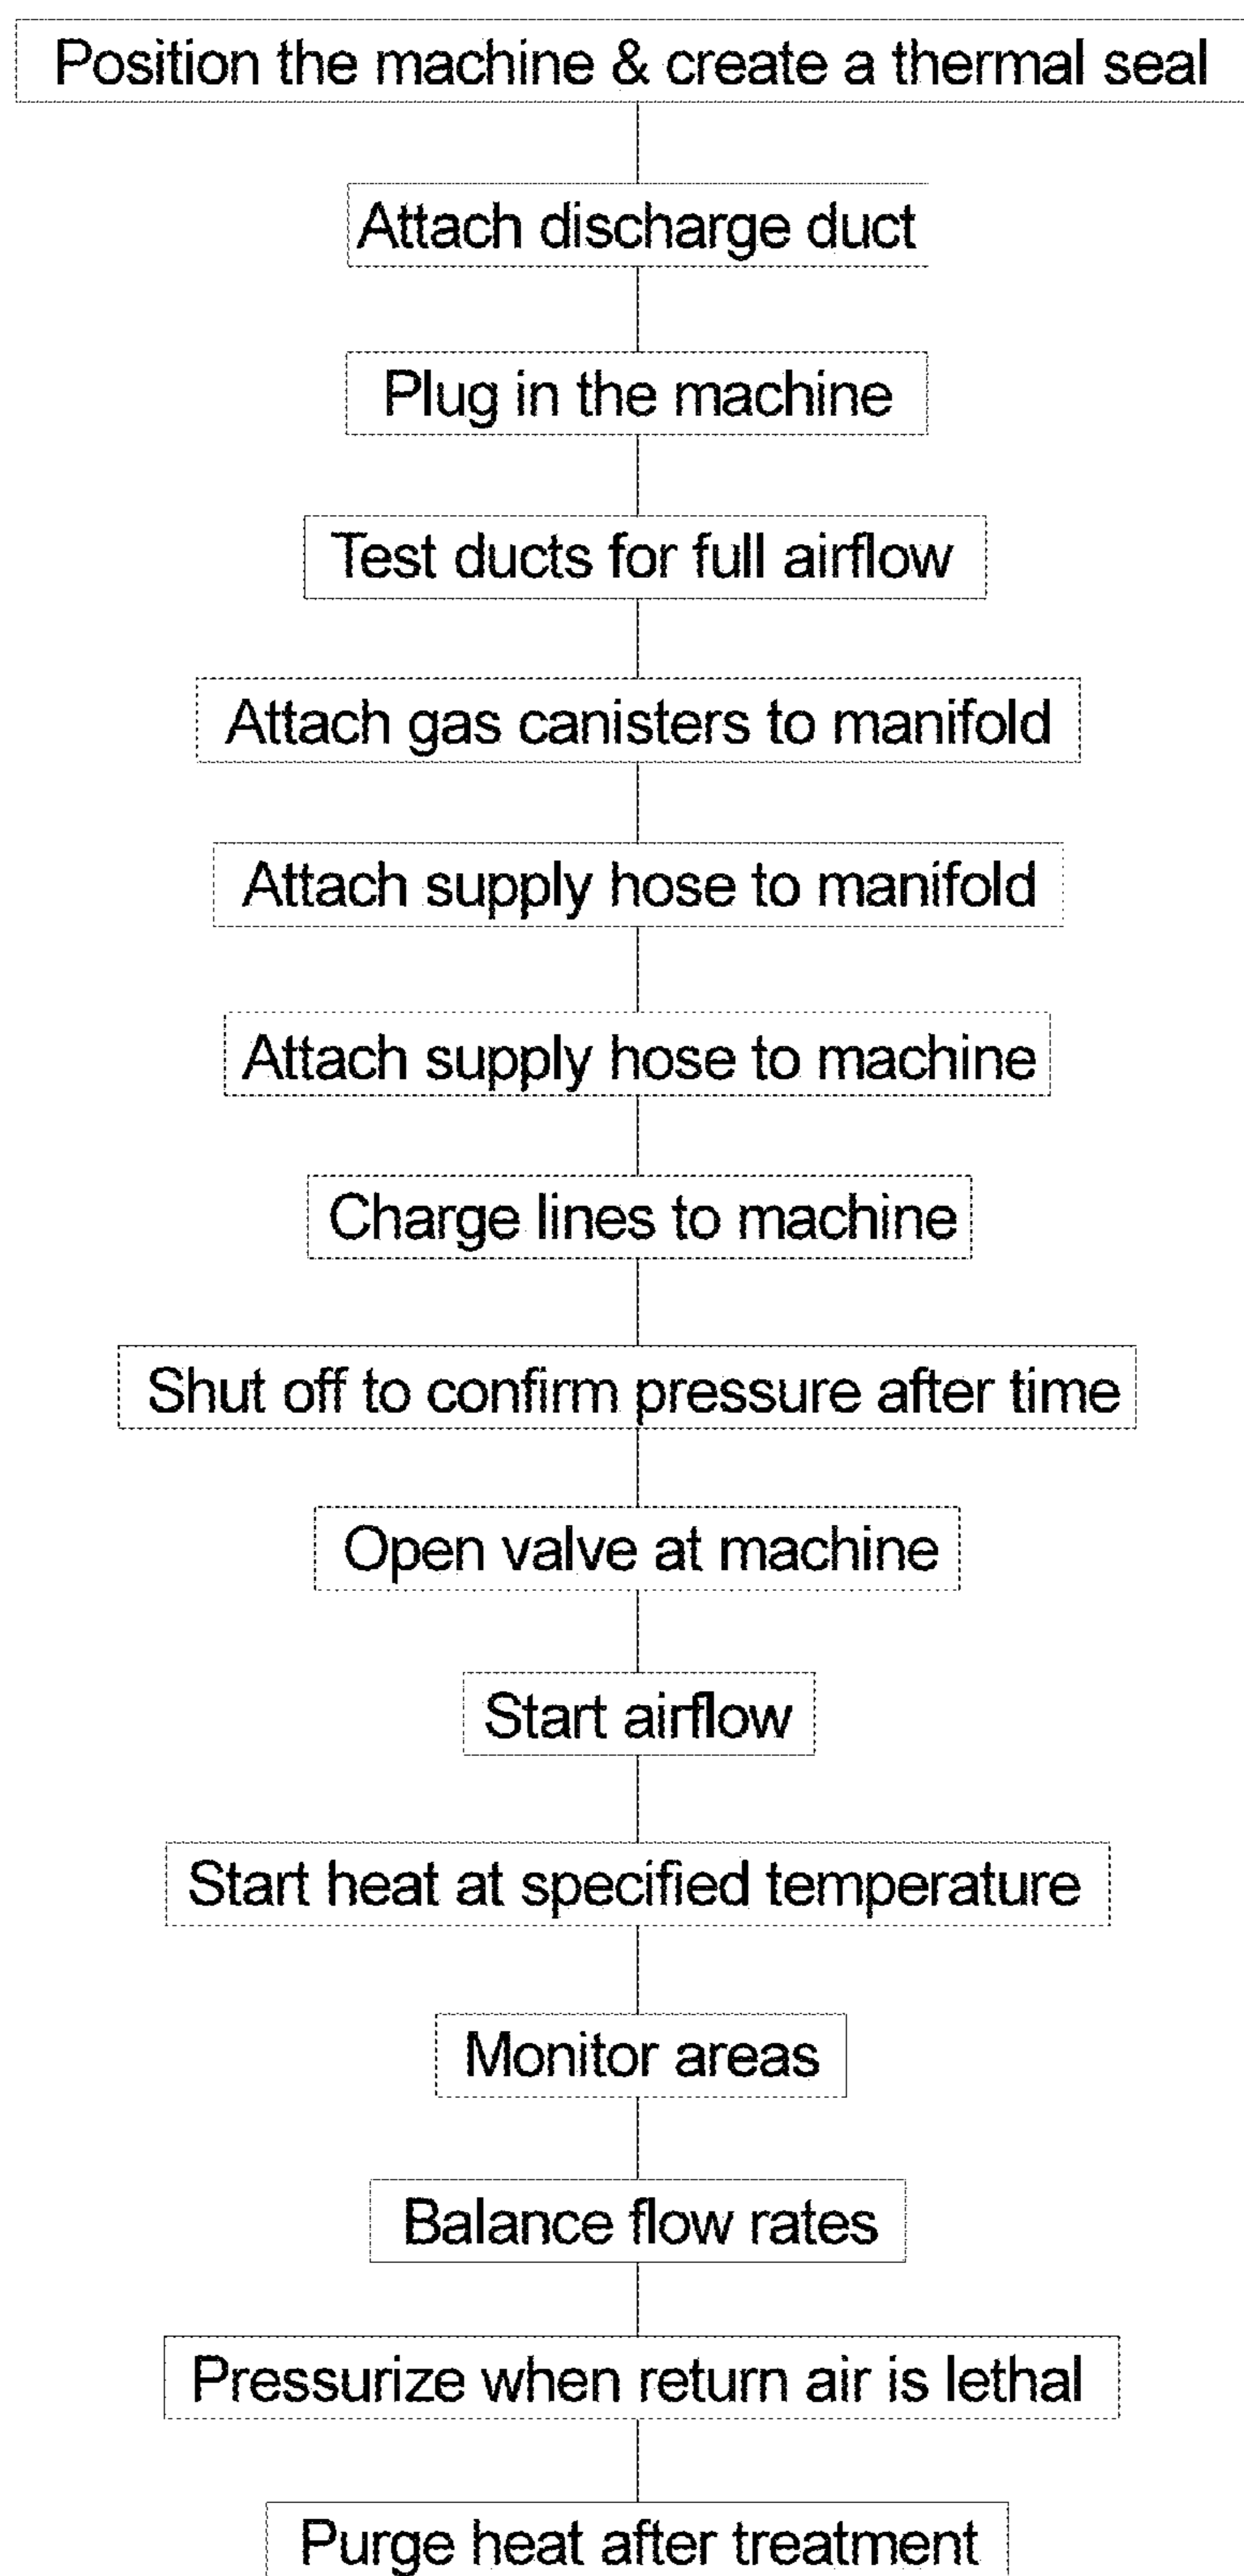 Position the machine & create a thermal seal
Attach discharge duct
Plug in the machine
Test ducts for full airflow
Attach gas canisters to manifold
Attach supply hose to manifold
Attach supply hose to machine
Charge lines to machine
Shut off to confirm pressure after time
Open valve at machine
Start airflow
Start heat at specified temperature
Monitor areas
Balance flow rates
Pressurize when return air is lethal
Purge heat after treatment